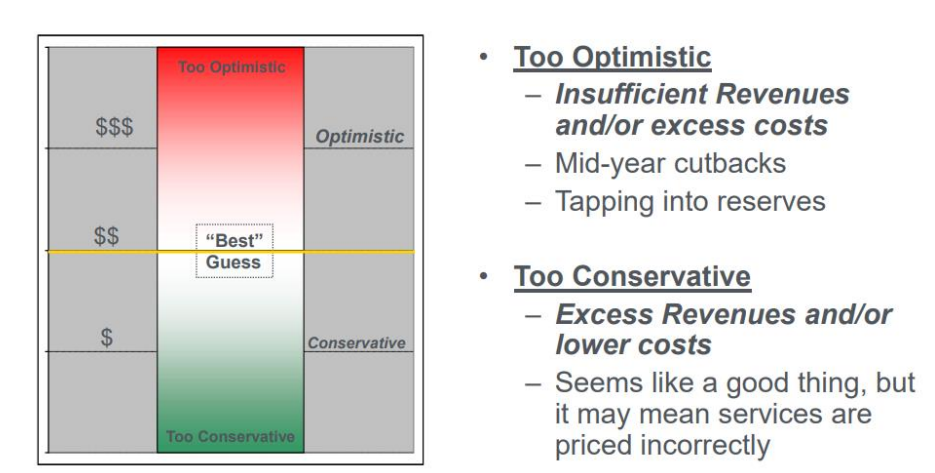 Too Optimistic
$$$
Optimistic
$$
“Best”
Guess
$
Conservative
Too Conservative
• Too Optimistic
– Insufficient Revenues
and/or excess costs
– Mid-year cutbacks
– Tapping into reserves
• Too Conservative
– Excess Revenues and/or
lower costs
– Seems like a good thing, but
it may mean services are
priced incorrectly